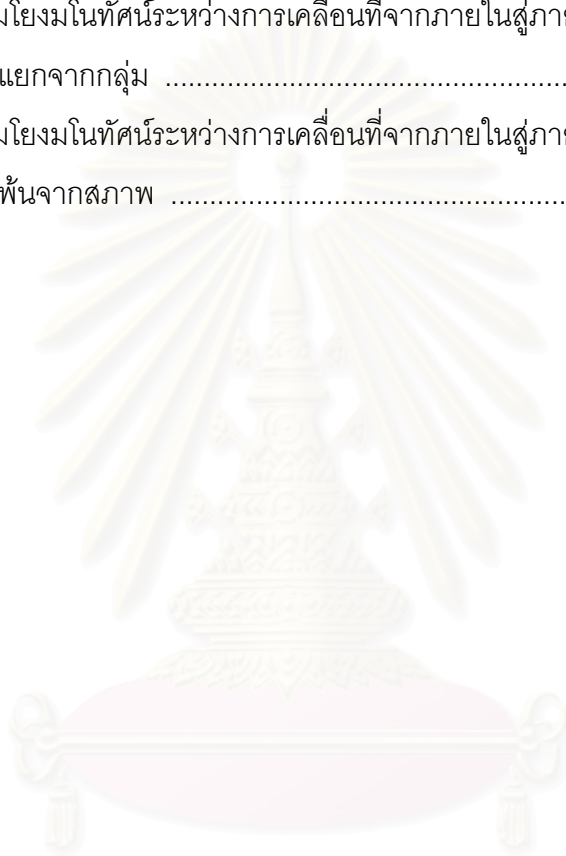 มโยงมโนทัศน์ระหว่างการเคลื่อนที่จากภายในสู่ภาย
แยกจากกลุ่ม ..................................................
มโยงมโนทัศน์ระหว่างการเคลื่อนที่จากภายในสู่ภาย
พ้นจากสภาพ ..................................................